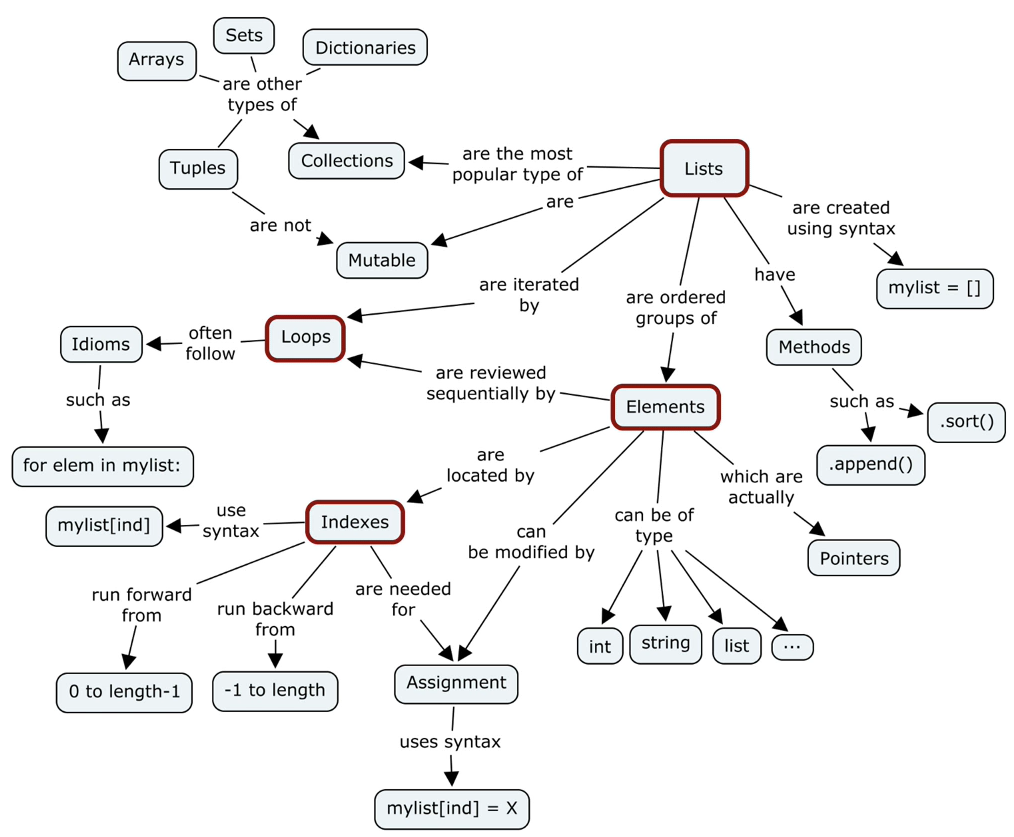 Sets
Dictionaries
Arrays
are other
types of
Tuples
Collections
are the most
popular type of
Lists
are
are not
Mutable
are created
using syntax
mylist = []
have
Methods
such as
.sort()
.append()
are iterated
by
are ordered
groups of
Loops
often
follow
Idioms
such as
for elem in mylist:
are reviewed
sequentially by
Elements
are
located by
which are
actually
Pointers
can be of
type
int
string
list
...
can
be modified by
Indexes
use
syntax
mylist[ind]
run forward
from
0 to length-1
run backward
from
-1 to length
are needed
for
Assignment
uses syntax
mylist[ind] = X